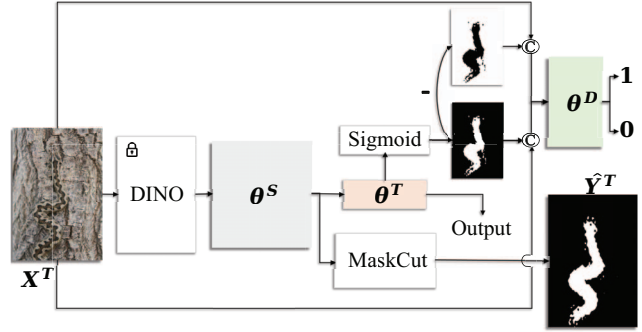 -
C
C
θ^D
1
0
Sigmoid
DINO
θ^S
θ^T
Output
Ŷ^T
X^T
MaskCut